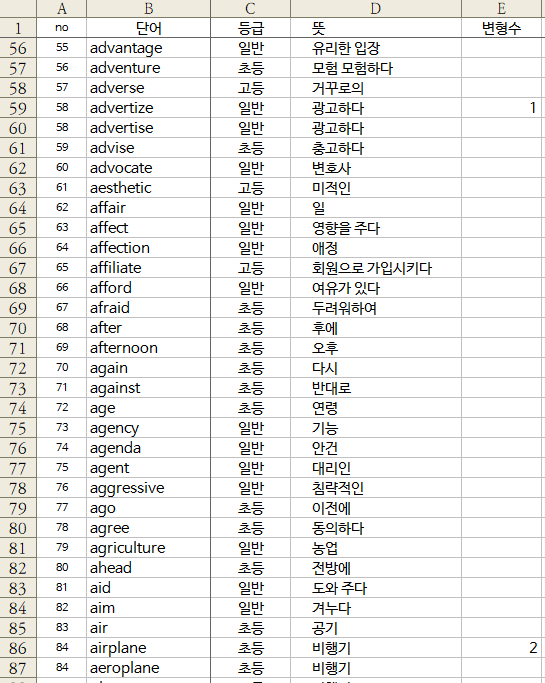 A B C D E
1 no 단어 등급 뜻 변형수
56 55 advantage 일반 유리한 입장
57 56 adventure 초등 모험 모험하다
58 57 adverse 고등 거꾸로의
59 58 advertize 일반 광고하다 1
60 58 advertise 일반 광고하다
61 59 advise 초등 충고하다
62 60 advocate 일반 변호사
63 61 aesthetic 고등 미적인
64 62 affair 일반 일
65 63 affect 일반 영향을 주다
66 64 affection 일반 애정
67 65 affiliate 고등 회원으로 가입시키다
68 66 afford 일반 여유가 있다
69 67 afraid 초등 두려워하여
70 68 after 초등 후에
71 69 afternoon 초등 오후
72 70 again 초등 다시
73 71 against 초등 반대로
74 72 age 초등 연령
75 73 agency 일반 기능
76 74 agenda 일반 안건
77 75 agent 일반 대리인
78 76 aggressive 일반 침략적인
79 77 ago 초등 이전에
80 78 agree 초등 동의하다
81 79 agriculture 일반 농업
82 80 ahead 초등 전방에
83 81 aid 일반 도와 주다
84 82 aim 일반 겨누다
85 83 air 초등 공기
86 84 airplane 초등 비행기 2
87 84 aeroplane 초등 비행기